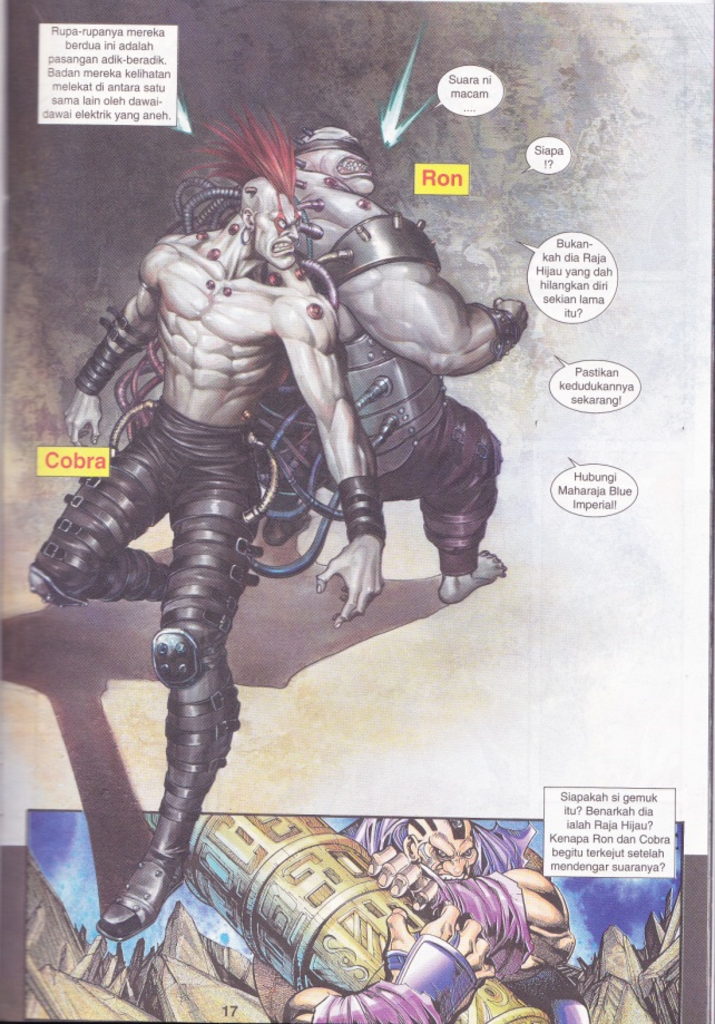 Rupa-rupanya mereka
berdua ini adalah
pasangan adik-beradik.
Badan mereka kelihatan
melekat di antara satu
sama lain oleh dawai-
dawai elektrik yang aneh.
Suara ni
macam
....
Siapa
!?
Ron
Bukan-
kah dia Raja
Hijau yang dah
hilangkan diri
sekian lama
itu?
Pastikan
kedudukannya
sekarang!
Cobra
Hubungi
Maharaja Blue
Imperial!
Siapakah si gemuk
itu? Benarkah dia
ialah Raja Hijau?
Kenapa Ron dan Cobra
begitu terkejut setelah
mendengar suaranya?
17